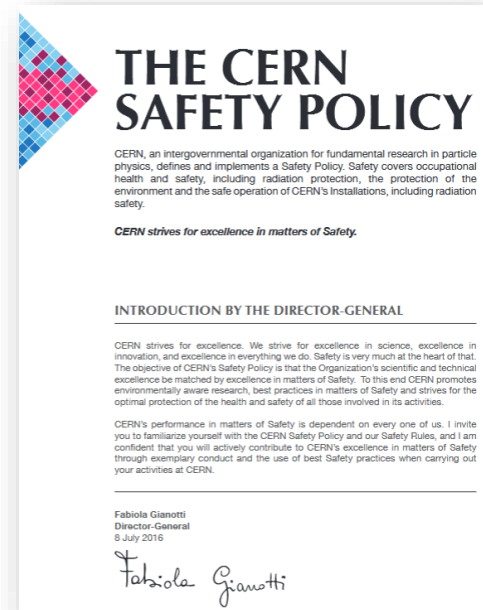 THE CERN
SAFETY POLICY
CERN, an intergovernmental organization for fundamental research in particle
physics, defines and implements a Safety Policy. Safety covers occupational
health and safety, including radiation protection, the protection of the
environment and the safe operation of CERN's Installations, including radiation
safety.
CERN strives for excellence in matters of Safety.
INTRODUCTION BY THE DIRECTOR-GENERAL
CERN strives for excellence. We strive for excellence in science, excellence in
innovation, and excellence in everything we do. Safety is very much at the heart of that.
The objective of CERN's Safety Policy is that the Organization's scientific and technical
excellence be matched by excellence in matters of Safety. To this end CERN promotes
environmentally aware research, best practices in matters of Safety and strives for the
optimal protection of the health and safety of all those involved in its activities.
CERN's performance in matters of Safety is dependent on every one of us. I invite
you to familiarize yourself with the CERN Safety Policy and our Safety Rules, and I am
confident that you will actively contribute to CERN's excellence in matters of Safety
through exemplary conduct and the use of best Safety practices when carrying out
your activities at CERN.
Fabiola Gianotti
Director-General
8 July 2016
Fabiola Gianotti